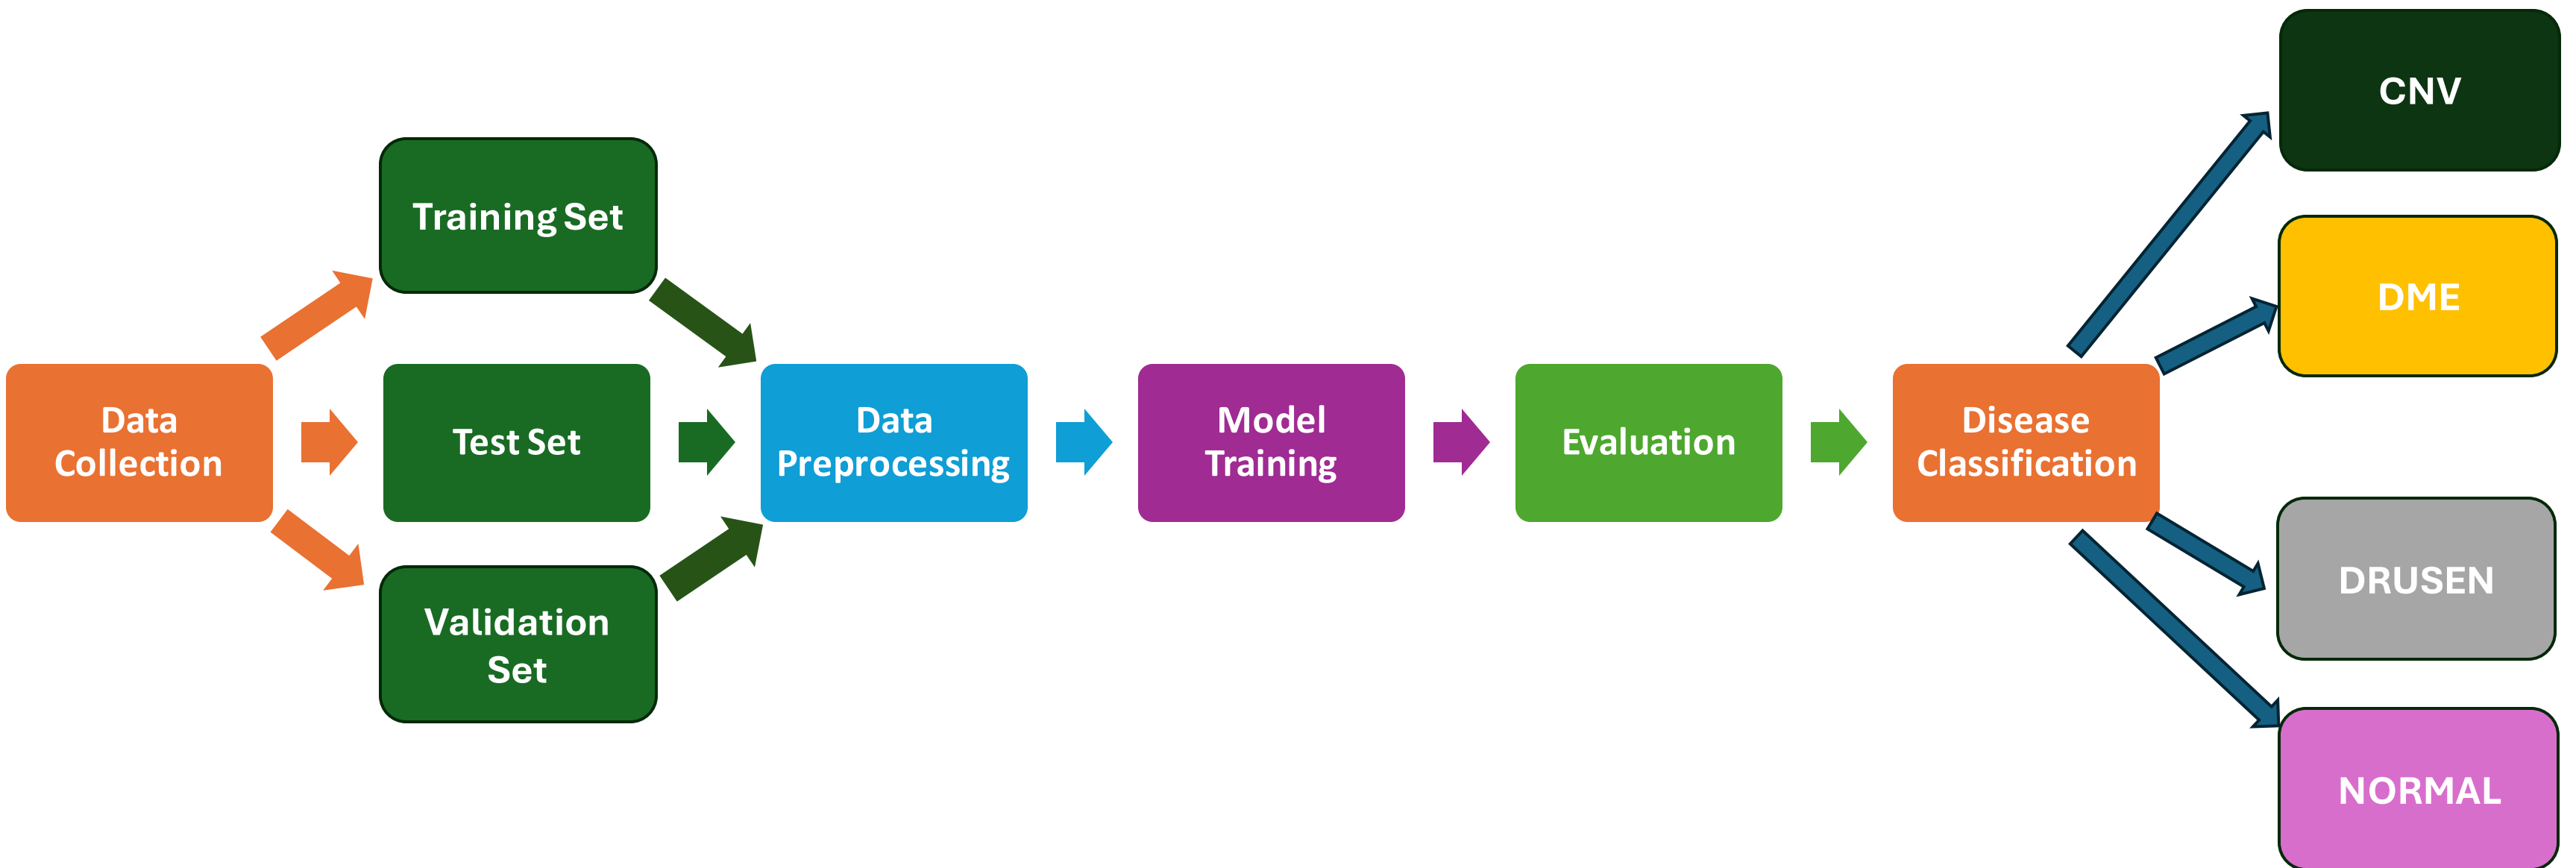 Data
Collection
Training Set
Test Set
Validation
Set
Data
Preprocessing
Model
Training
Evaluation
Disease
Classification
CNV
DME
DRUSEN
NORMAL